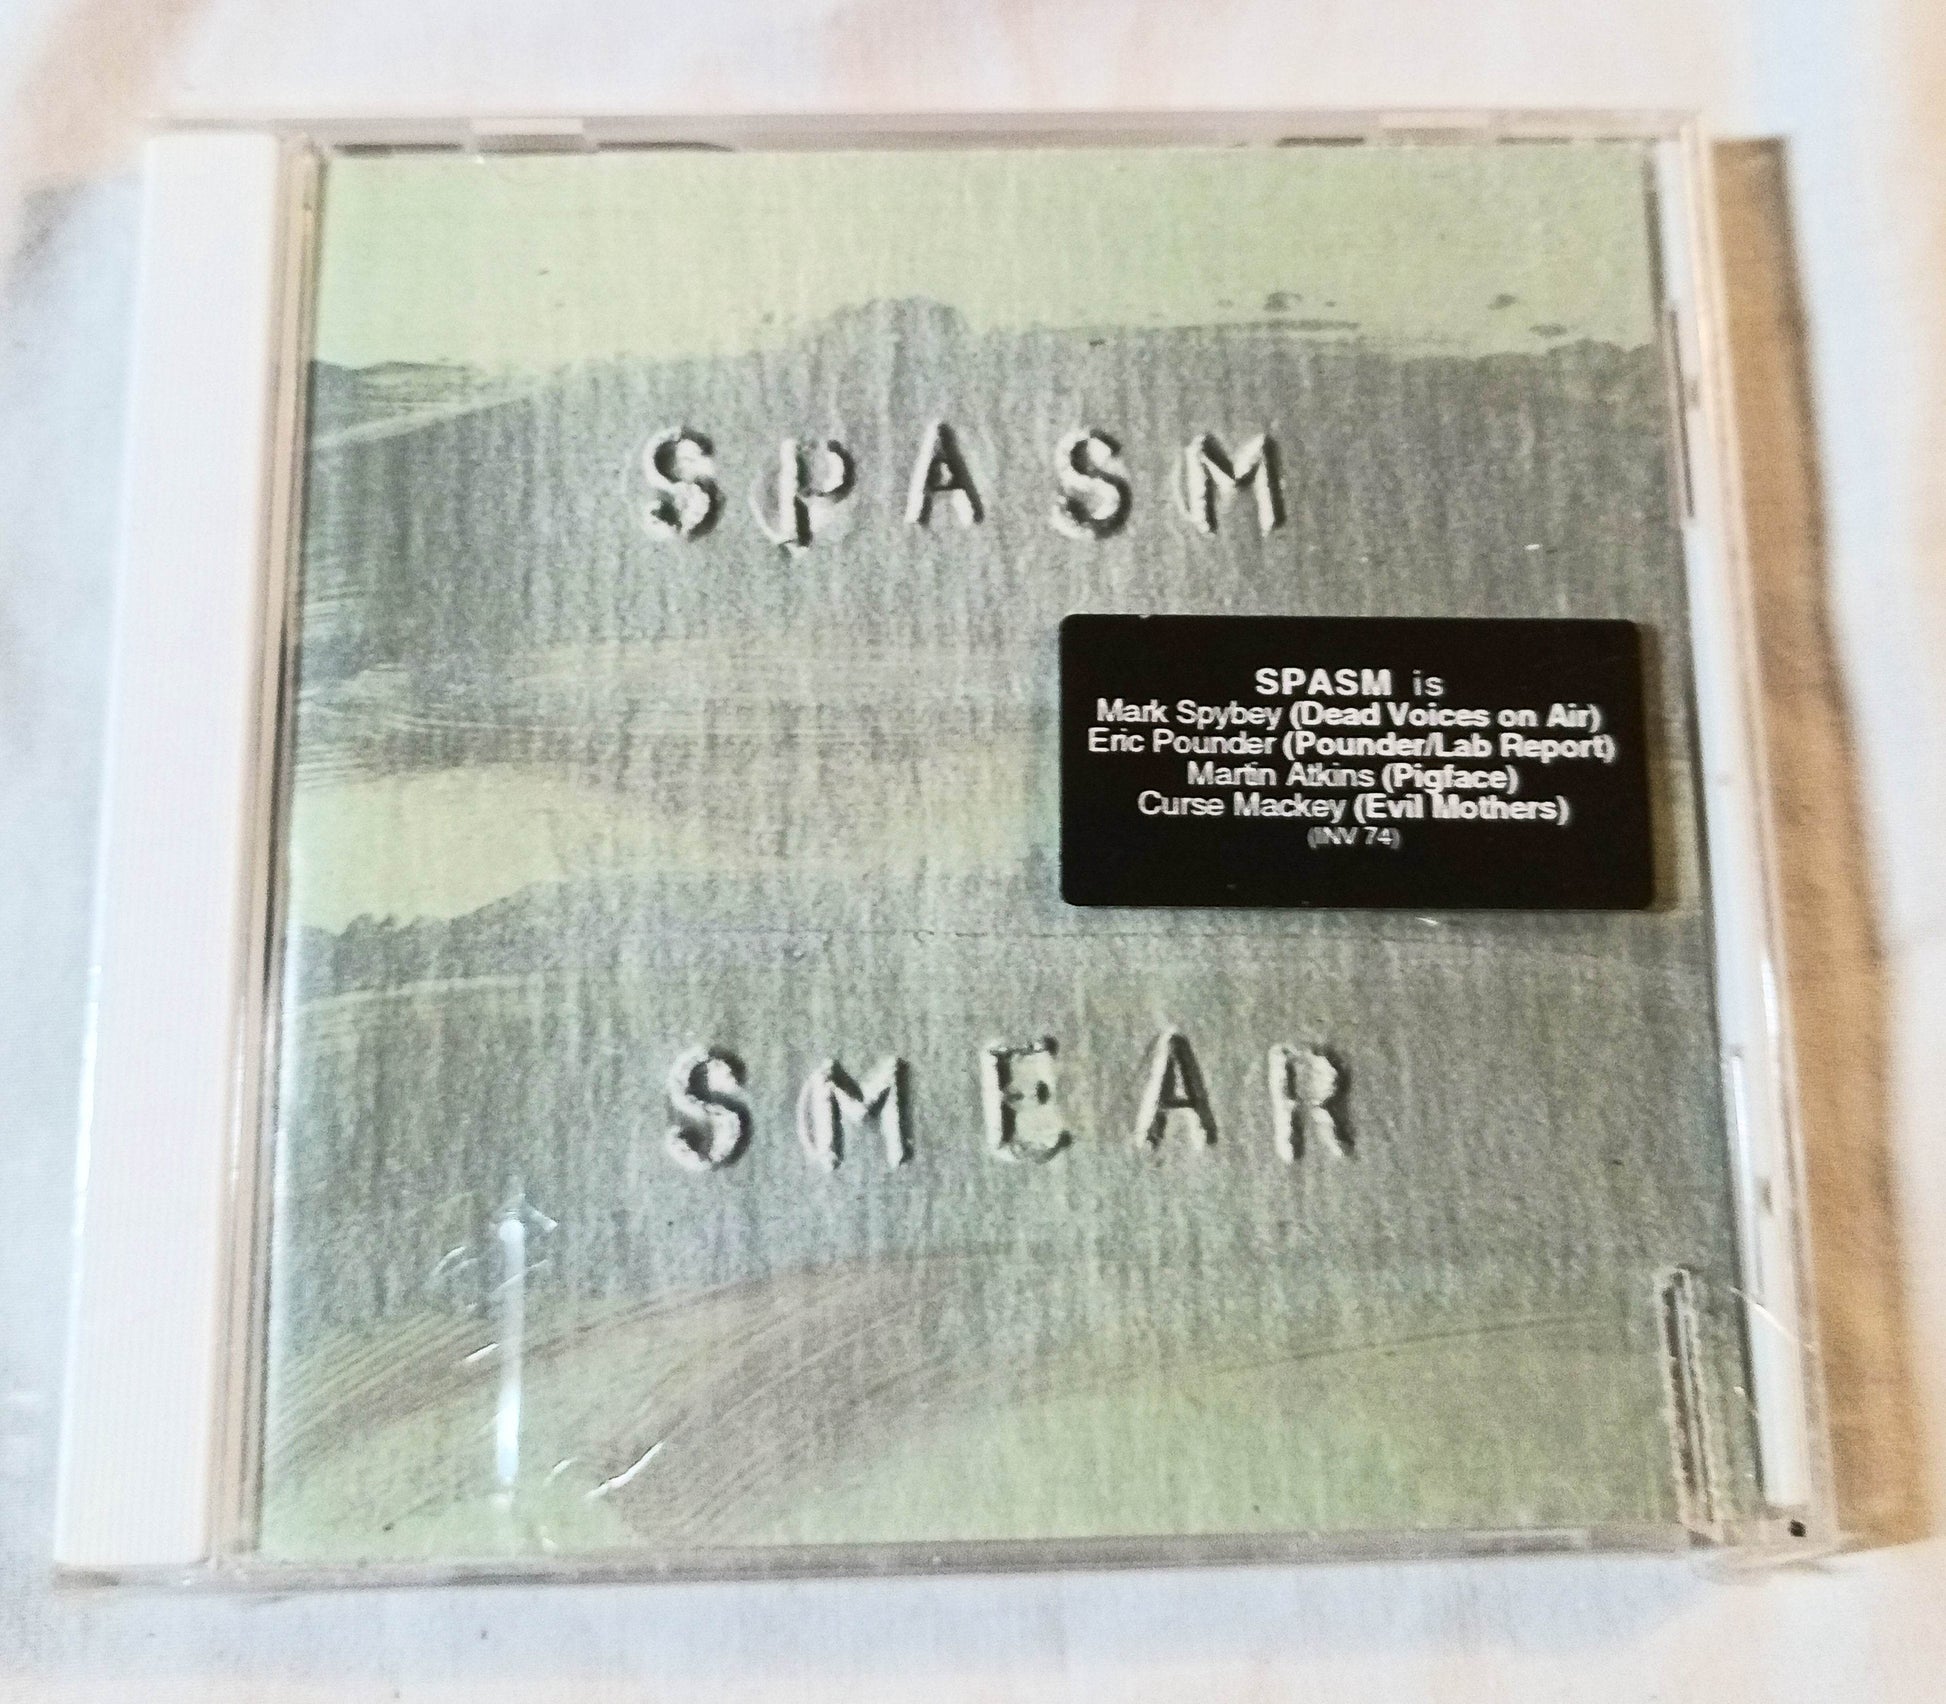 SPASM
SPASM is
Mark Spybey (Dead Voices on Air)
Eric Pounder (Pounder/Lab Report)
Martin Atkins (Pigface)
Curse Mackey (Evil Mothers)
(INV 74)
SMEAR